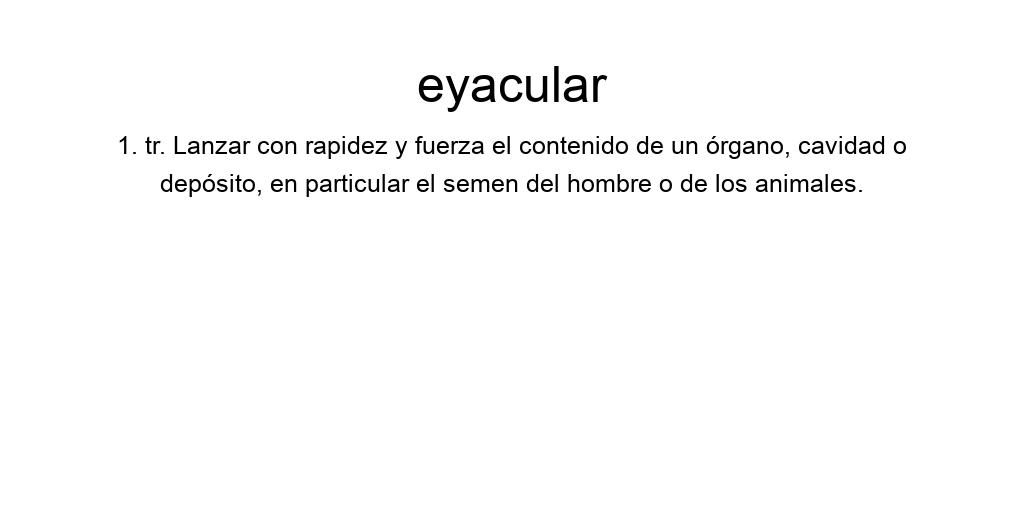 eyacular
1. tr. Lanzar con rapidez y fuerza el contenido de un órgano, cavidad o
depósito, en particular el semen del hombre o de los animales.